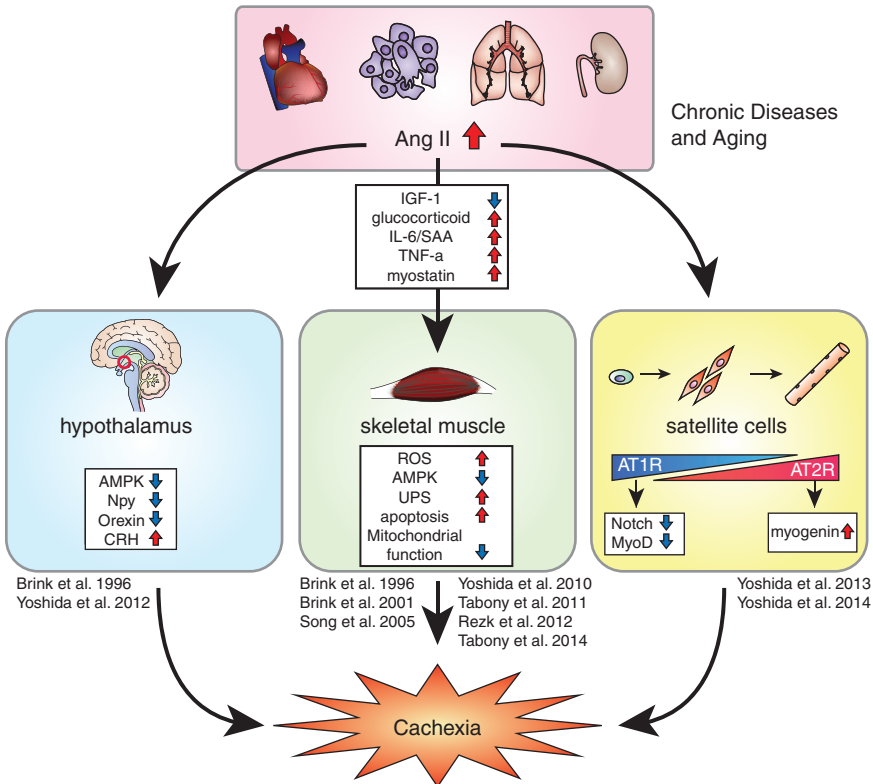 Chronic Diseases
and Aging
Ang II
IGF-1
glucocorticoid
IL-6/SAA
TNF-a
myostatin
hypothalamus
AMPK
Npy
Orexin
CRH
skeletal muscle
ROS
AMPK
UPS
apoptosis
Mitochondrial
function
satellite cells
AT1R
AT2R
Notch
MyoD
myogenin
Brink et al. 1996
Yoshida et al. 2012
Brink et al. 1996
Brink et al. 2001
Song et al. 2005
Yoshida et al. 2010
Tabony et al. 2011
Rezk et al. 2012
Tabony et al. 2014
Yoshida et al. 2013
Yoshida et al. 2014
Cachexia